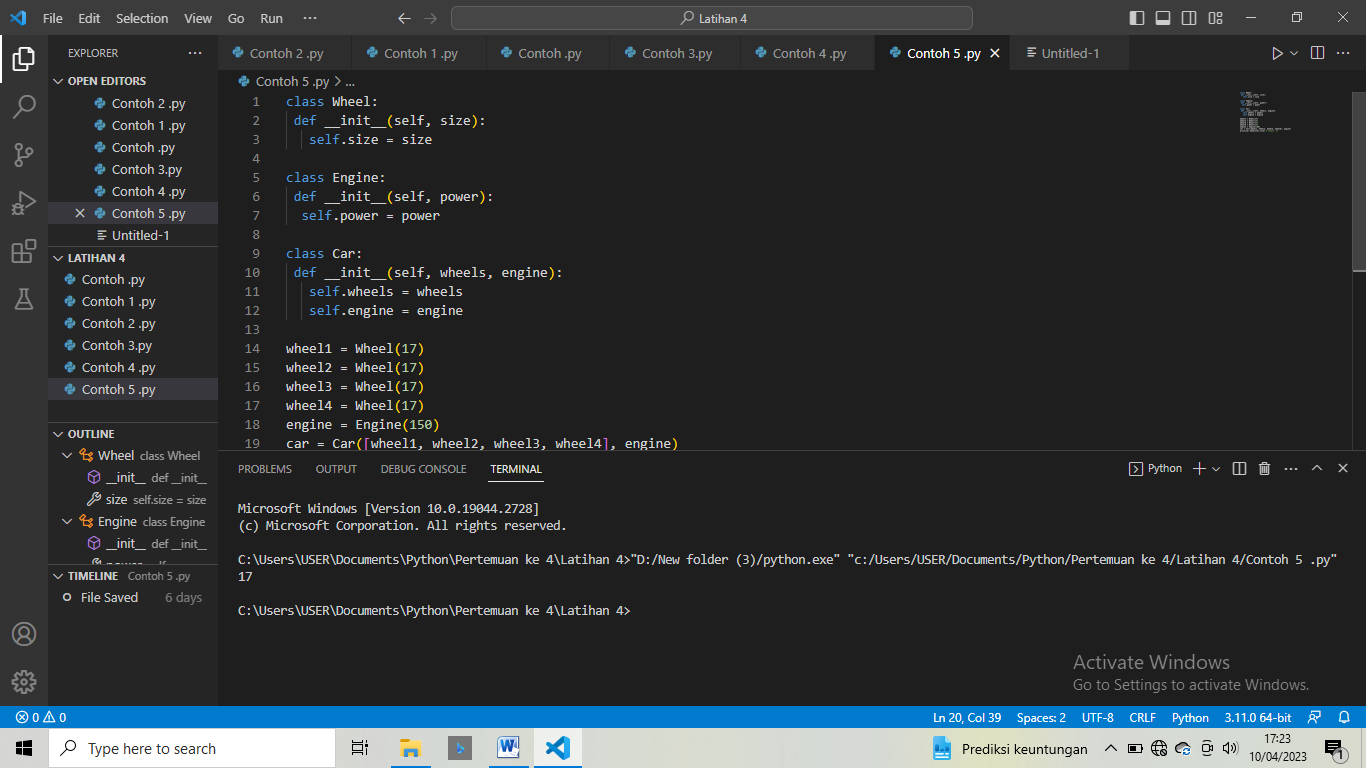 File Edit Selection View Go Run ···
Latihan 4
EXPLORER
OPEN EDITORS
Contoh 2 .py
Contoh 1 .py
Contoh .py
Contoh 3.py
Contoh 4 .py
Contoh 5 .py
Untitled-1
LATIHAN 4
Contoh .py
Contoh 1 .py
Contoh 2 .py
Contoh 3.py
Contoh 4 .py
Contoh 5 .py
OUTLINE
Wheel class Wheel
__init__ def __init__
size self.size = size
Engine class Engine
__init__ def __init__
TIMELINE Contoh 5 .py
File Saved 6 days
Contoh 2 .py Contoh 1 .py Contoh .py Contoh 3.py Contoh 4 .py Contoh 5 .py Untitled-1
Contoh 5 .py > ...
1 class Wheel:
2 def __init__(self, size):
3 self.size = size
4
5 class Engine:
6 def __init__(self, power):
7 self.power = power
8
9 class Car:
10 def __init__(self, wheels, engine):
11 self.wheels = wheels
12 self.engine = engine
13
14 wheel1 = Wheel(17)
15 wheel2 = Wheel(17)
16 wheel3 = Wheel(17)
17 wheel4 = Wheel(17)
18 engine = Engine(150)
19 car = Car([wheel1, wheel2, wheel3, wheel4], engine)
PROBLEMS OUTPUT DEBUG CONSOLE TERMINAL
Python
Microsoft Windows [Version 10.0.19044.2728]
(c) Microsoft Corporation. All rights reserved.
C:\Users\USER\Documents\Python\Pertemuan ke 4\Latihan 4>"D:/New folder (3)/python.exe" "c:/Users/USER/Documents/Python/Pertemuan ke 4/Latihan 4/Contoh 5 .py"
17
C:\Users\USER\Documents\Python\Pertemuan ke 4\Latihan 4>
Activate Windows
Go to Settings to activate Windows.
0 0
Ln 20, Col 39 Spaces: 2 UTF-8 CRLF Python 3.11.0 64-bit
Type here to search
Prediksi keuntungan
17:23
10/04/2023
1